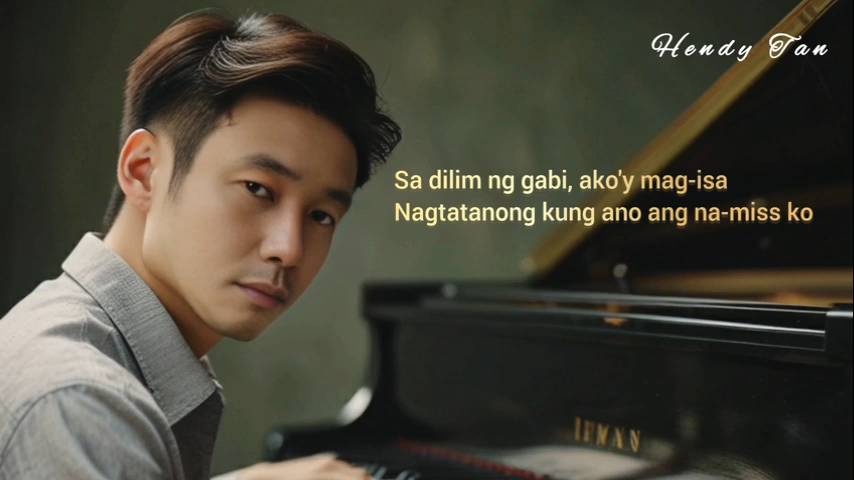 Hendy Tan
Sa dilim ng gabi, ako'y mag-isa
Nagtatanong kung ano ang na-miss ko